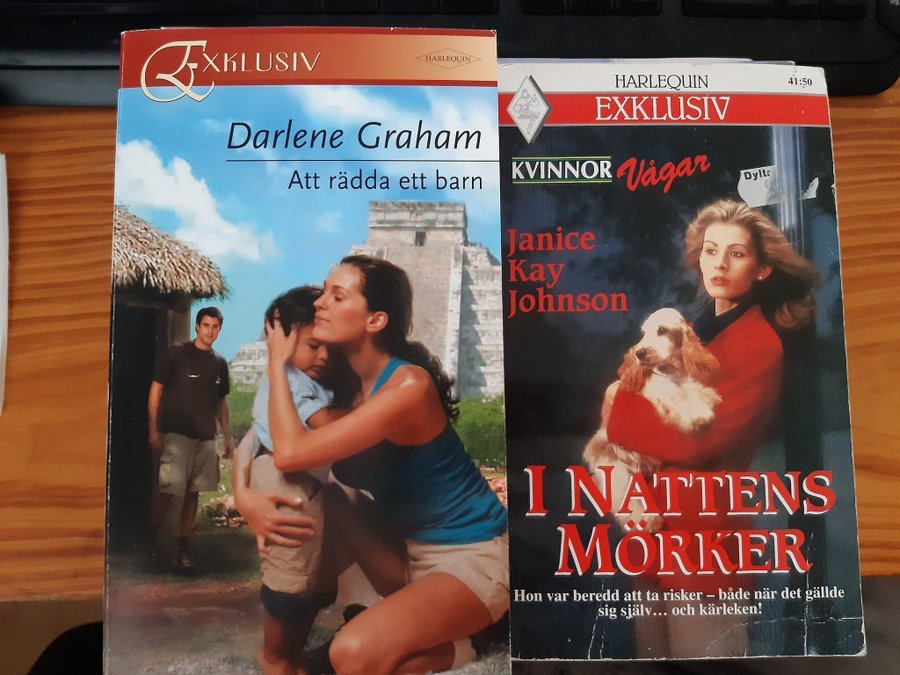 EXKLUSIV
HARLEQUIN
Darlene Graham
Att rädda ett barn
HARLEQUIN
41:50
EXKLUSIV
KVINNOR Vågar
Janice
Kay
Johnson
I NATTENS
MÖRKER
Hon var beredd att ta risker – både när det gällde
sig själv... och kärleken!